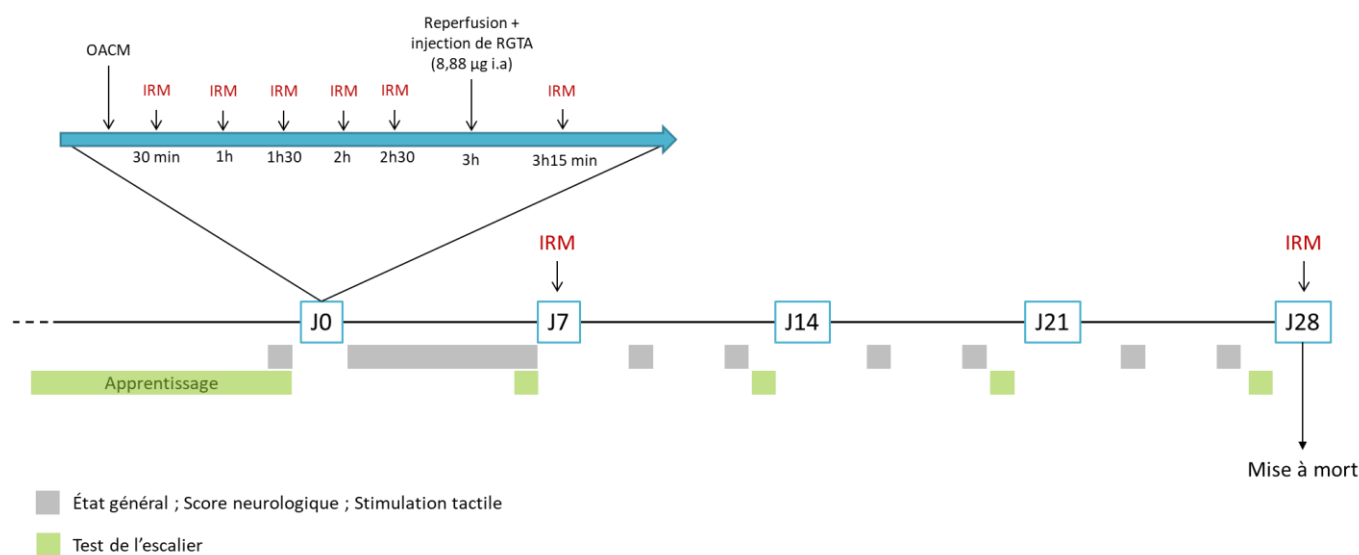 Reperfusion +
injection de RGTA
(8,88 µg i.a)
OACM
IRM IRM IRM IRM IRM IRM
30 min 1h 1h30 2h 2h30 3h 3h15 min
IRM IRM
J0 J7 J14 J21 J28
Apprentissage
Mise à mort
État général ; Score neurologique ; Stimulation tactile
Test de l'escalier